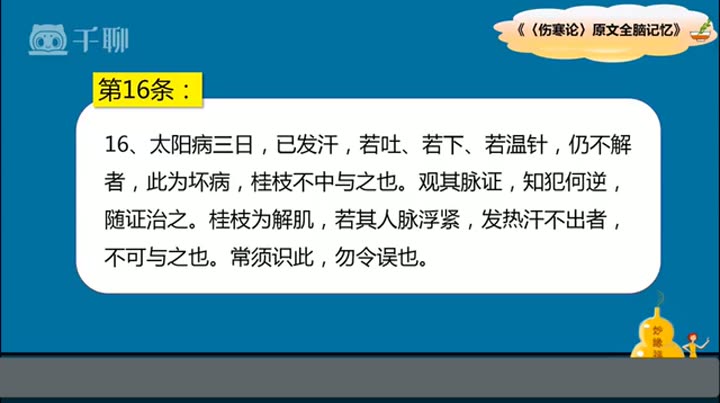 千聊
《〈伤寒论〉原文全脑记忆》
第16条：
16、太阳病三日，已发汗，若吐、若下、若温针，仍不解
者，此为坏病，桂枝不中与之也。观其脉证，知犯何逆，
随证治之。桂枝为解肌，若其人脉浮紧，发热汗不出者，
不可与之也。常须识此，勿令误也。